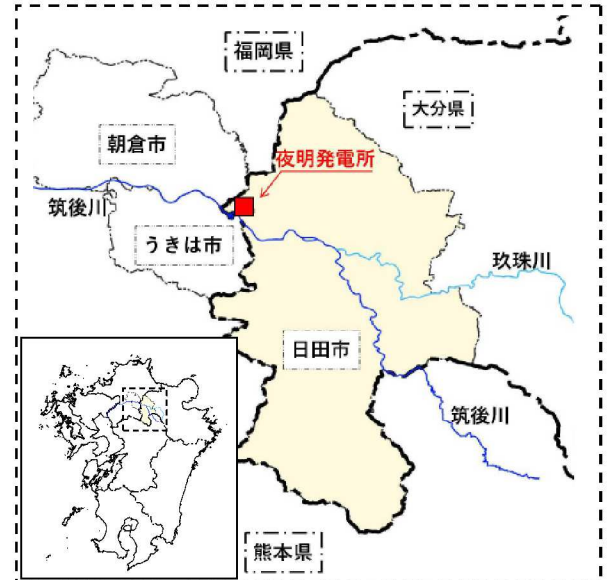 福岡県
大分県
朝倉市
夜明発電所
筑後川
うきは市
玖珠川
日田市
筑後川
熊本県